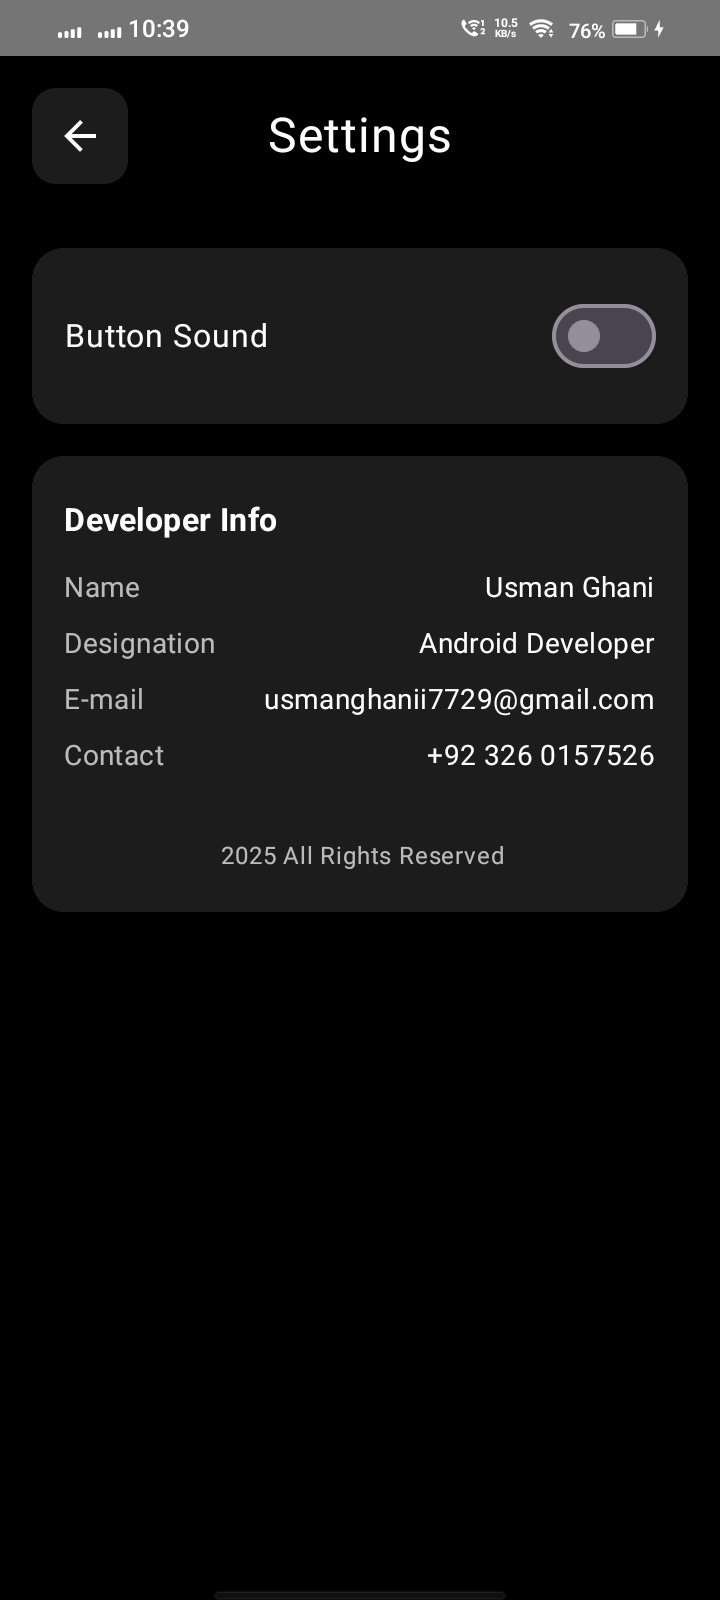 10:39 10.5 KB/s 76%
Settings
Button Sound
Developer Info
Name Usman Ghani
Designation Android Developer
E-mail usmanghanii7729@gmail.com
Contact +92 326 0157526
2025 All Rights Reserved